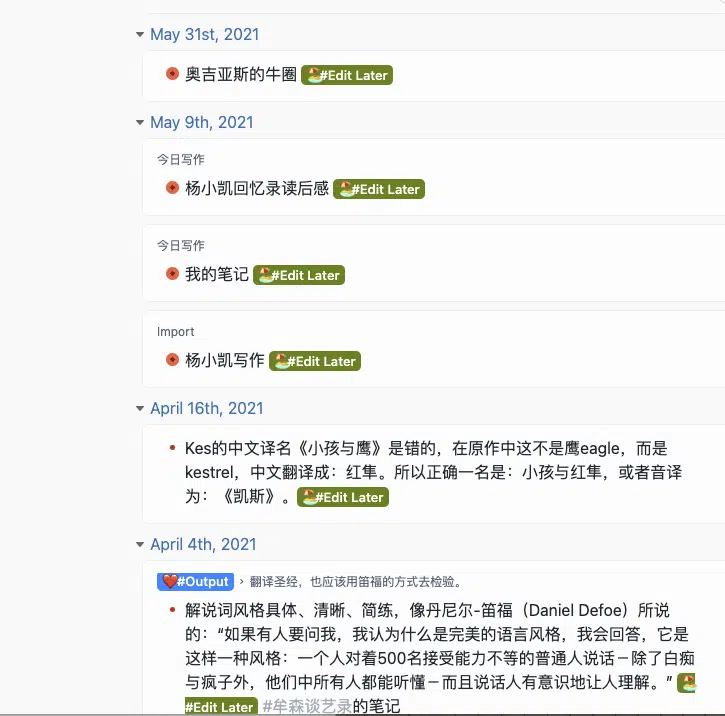 May 31st, 2021
奥吉亚斯的牛圈 #Edit Later
May 9th, 2021
今日写作
杨小凯回忆录读后感 #Edit Later
今日写作
我的笔记 #Edit Later
Import
杨小凯写作 #Edit Later
April 16th, 2021
Kes的中文译名《小孩与鹰》是错的，在原作中这不是鹰eagle，而是
kestrel，中文翻译成：红隼。所以正确一名是：小孩与红隼，或者音译
为：《凯斯》。 #Edit Later
April 4th, 2021
❤️#Output › 翻译圣经，也应该用笛福的方式去检验。
解说词风格具体、清晰、简练，像丹尼尔-笛福（Daniel Defoe）所说
的：“如果有人要问我，我认为什么是完美的语言风格，我会回答，它是
这样一种风格：一个人对着500名接受能力不等的普通人说话－除了白痴
与疯子外，他们中所有人都能听懂－而且说话人有意识地让人理解。”
#Edit Later #牟森谈艺录的笔记